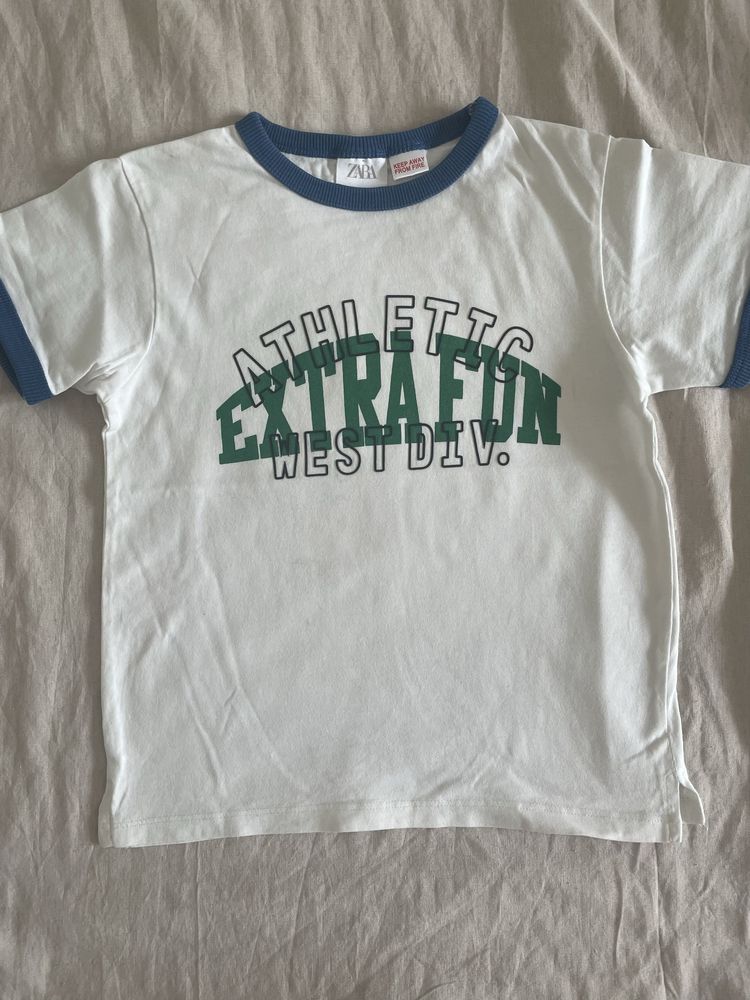 ZARA
KEEP AWAY
FROM FIRE
ATHLETIC
EXTRA FUN
WEST DIV.